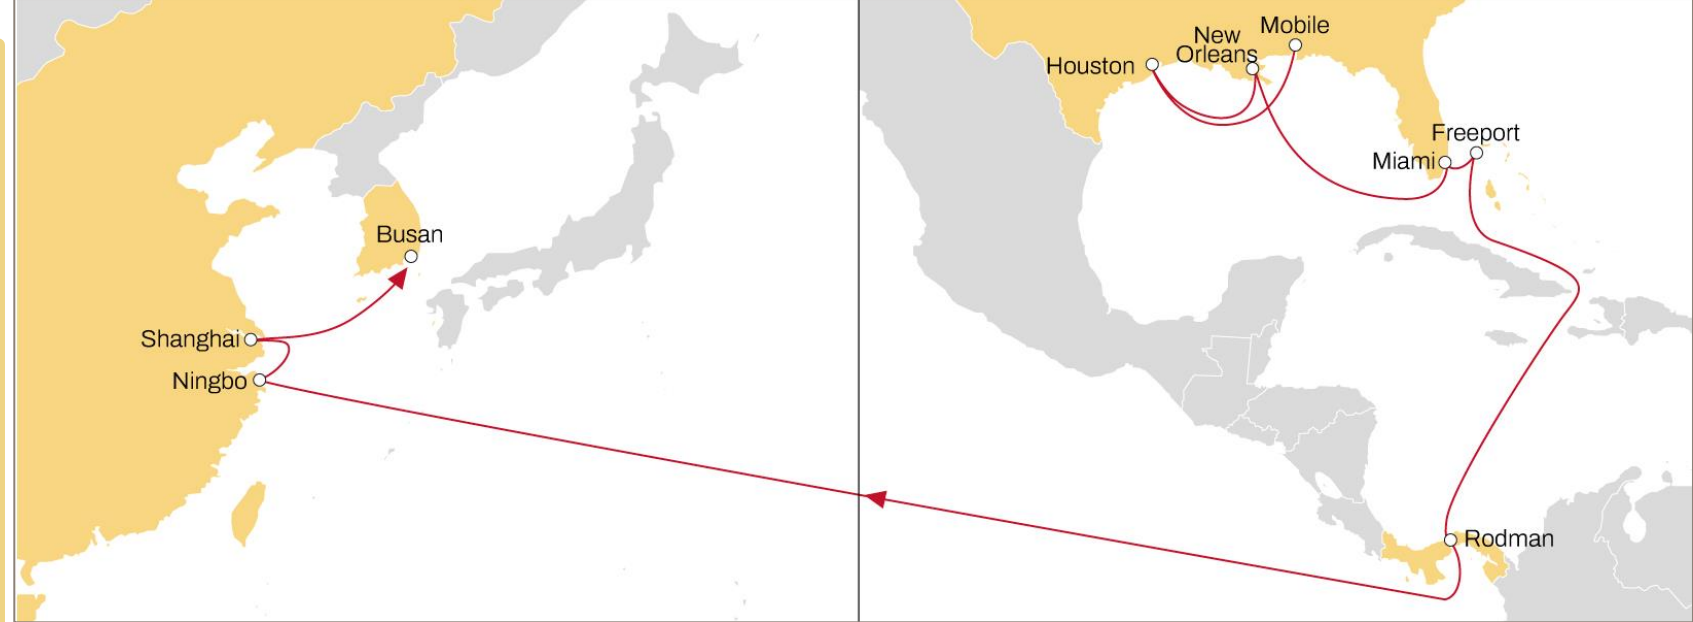 Busan
Shanghai
Ningbo
Houston
New
Orleans
Mobile
Freeport
Miami
Rodman